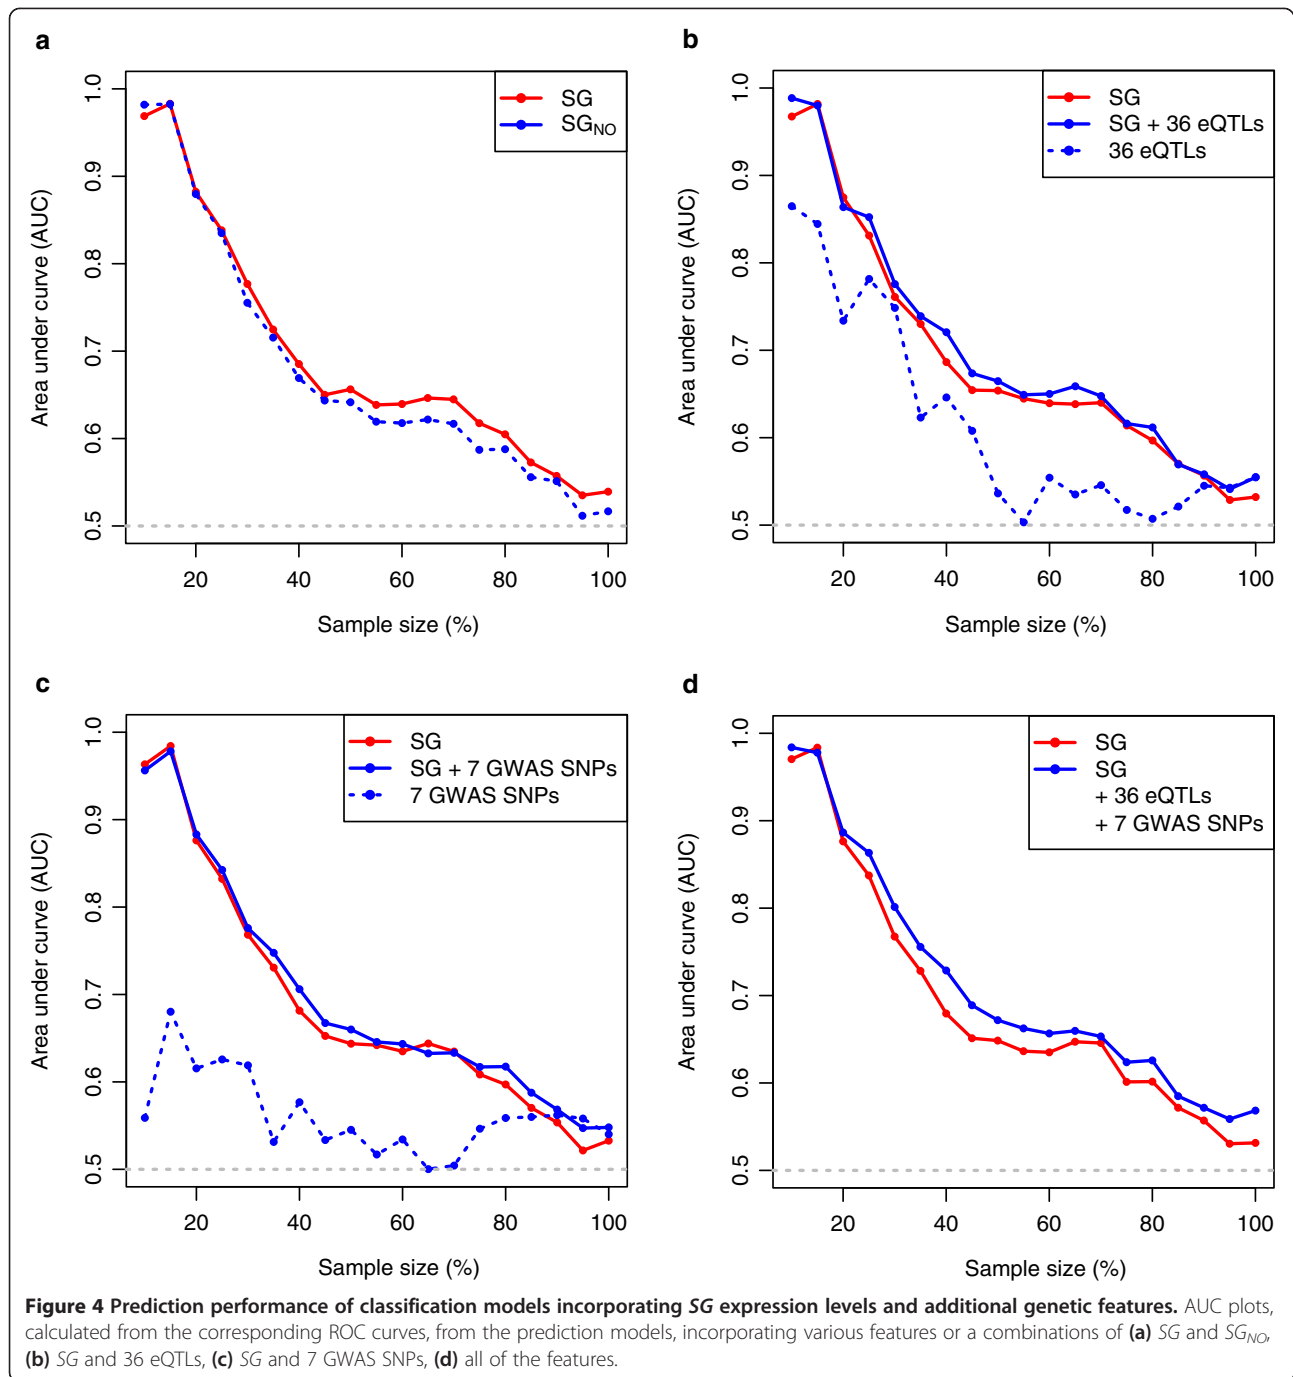 a
SG
SGNO
1.0
0.9
0.8
0.7
0.6
0.5
Area under curve (AUC)
20 40 60 80 100
Sample size (%)
b
SG
SG + 36 eQTLs
36 eQTLs
1.0
0.9
0.8
0.7
0.6
0.5
Area under curve (AUC)
20 40 60 80 100
Sample size (%)
c
SG
SG + 7 GWAS SNPs
7 GWAS SNPs
1.0
0.9
0.8
0.7
0.6
0.5
Area under curve (AUC)
20 40 60 80 100
Sample size (%)
d
SG
SG
+ 36 eQTLs
+ 7 GWAS SNPs
1.0
0.9
0.8
0.7
0.6
0.5
Area under curve (AUC)
20 40 60 80 100
Sample size (%)
Figure 4 Prediction performance of classification models incorporating SG expression levels and additional genetic features. AUC plots,
calculated from the corresponding ROC curves, from the prediction models, incorporating various features or a combinations of (a) SG and SGNO,
(b) SG and 36 eQTLs, (c) SG and 7 GWAS SNPs, (d) all of the features.